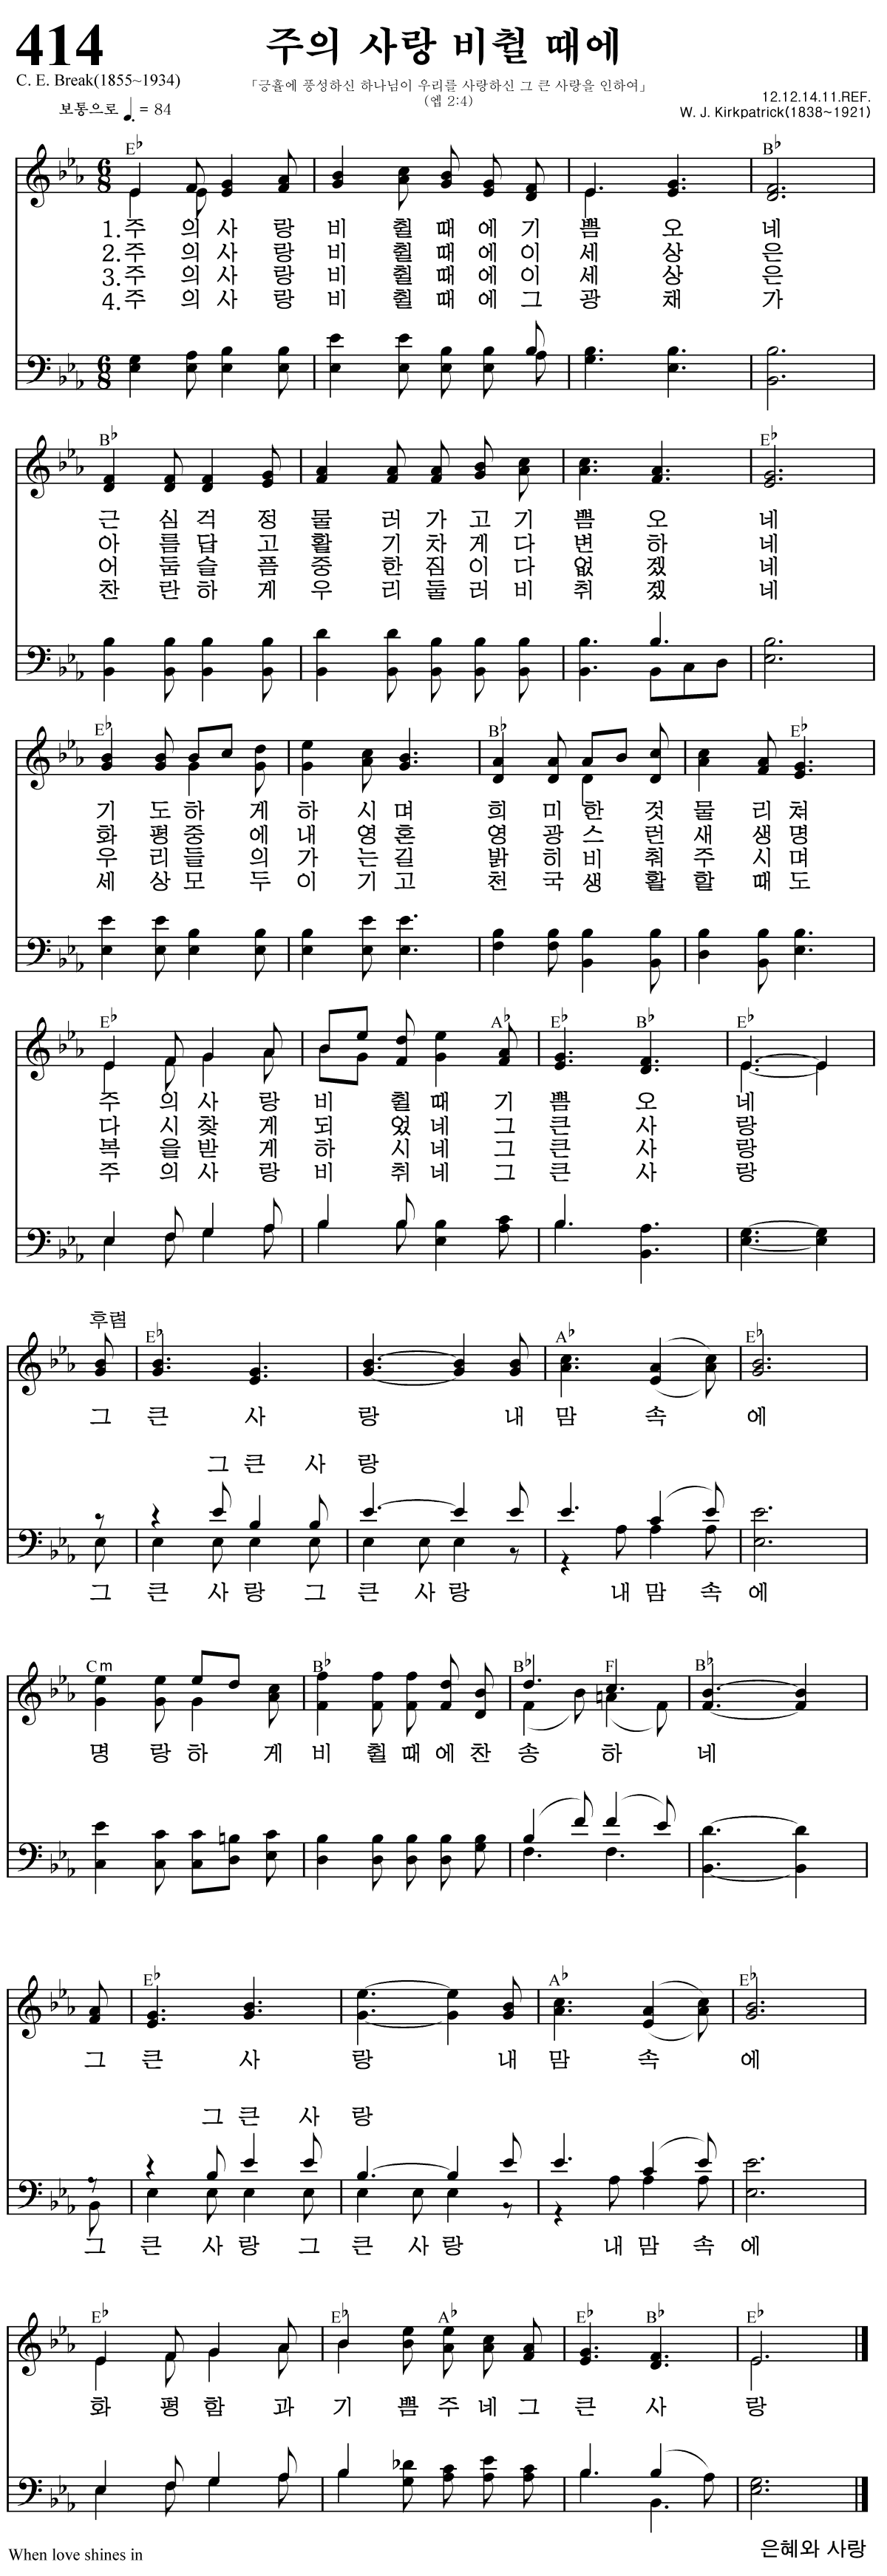 414
주의 사랑 비췰 때에
C. E. Break(1855~1934)
「긍휼에 풍성하신 하나님이 우리를 사랑하신 그 큰 사랑을 인하여」
(엡 2:4)
보통으로 ♩. = 84
12.12.14.11.REF.
W. J. Kirkpatrick(1838~1921)
E♭ B♭
6/8
1.주 의 사 랑 비 췰 때 에 기 쁨 오 네
2.주 의 사 랑 비 췰 때 에 이 세 상 은
3.주 의 사 랑 비 췰 때 에 이 세 상 은
4.주 의 사 랑 비 췰 때 에 그 광 채 가
6/8
B♭ E♭
근 심 걱 정 물 러 가 고 기 쁨 오 네
아 름 답 고 활 기 차 게 다 변 하 네
어 둠 슬 픔 중 한 짐 이 다 없 겠 네
찬 란 하 게 우 리 둘 러 비 취 겠 네
E♭ B♭ E♭
기 도 하 게 하 시 며 희 미 한 것 물 리 쳐
화 평 중 에 내 영 혼 영 광 스 런 새 생 명
우 리 들 의 가 는 길 밝 히 비 춰 주 시 며
세 상 모 두 이 기 고 천 국 생 활 할 때 도
E♭ A♭ E♭ B♭ E♭
주 의 사 랑 비 췰 때 기 쁨 오 네
다 시 찾 게 되 었 네 그 큰 사 랑
복 을 받 게 하 시 네 그 큰 사 랑
주 의 사 랑 비 취 네 그 큰 사 랑
후렴
E♭ A♭ E♭
그 큰 사 랑 내 맘 속 에
그 큰 사 랑
그 큰 사 랑 그 큰 사 랑 내 맘 속 에
Cm B♭ B♭ F B♭
명 랑 하 게 비 췰 때 에 찬 송 하 네
E♭ A♭ E♭
그 큰 사 랑 내 맘 속 에
그 큰 사 랑
그 큰 사 랑 그 큰 사 랑 내 맘 속 에
E♭ E♭ A♭ E♭ B♭ E♭
화 평 함 과 기 쁨 주 네 그 큰 사 랑
When love shines in
은혜와 사랑